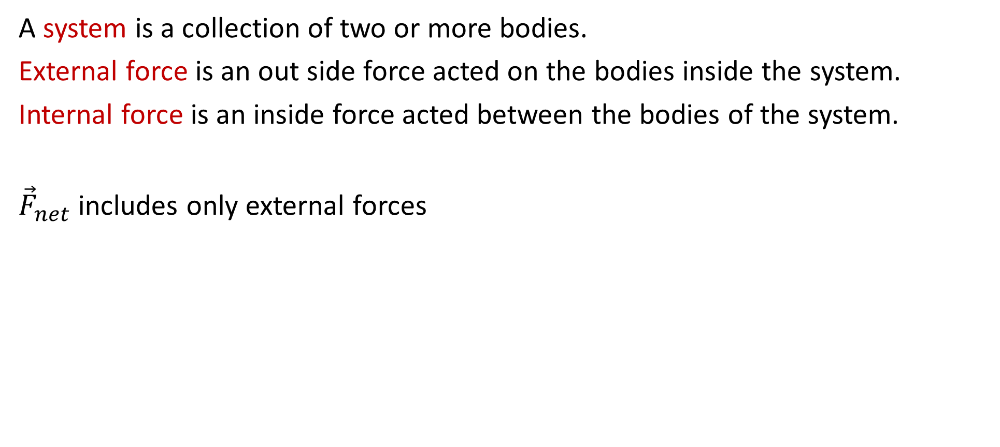 A system is a collection of two or more bodies.
External force is an out side force acted on the bodies inside the system.
Internal force is an inside force acted between the bodies of the system.
$\vec{F}_{net}$ includes only external forces